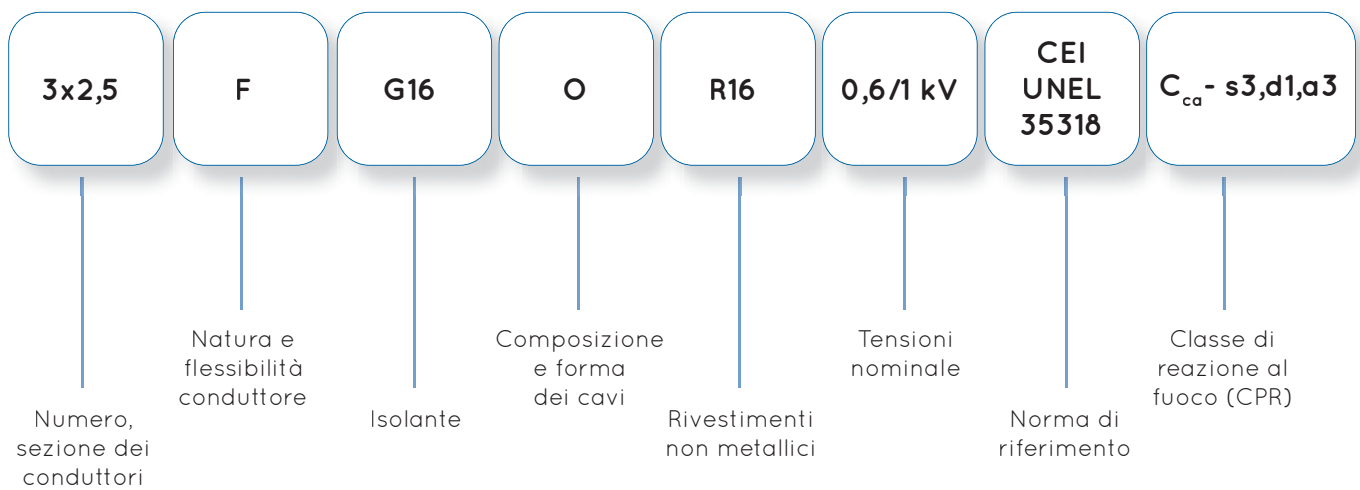 3x2,5
F
G16
O
R16
0,6/1 kV
CEI
UNEL
35318
Cca- s3,d1,a3
Numero,
sezione dei
conduttori
Natura e
flessibilità
conduttore
Isolante
Composizione
e forma
dei cavi
Rivestimenti
non metallici
Tensioni
nominale
Norma di
riferimento
Classe di
reazione al
fuoco (CPR)